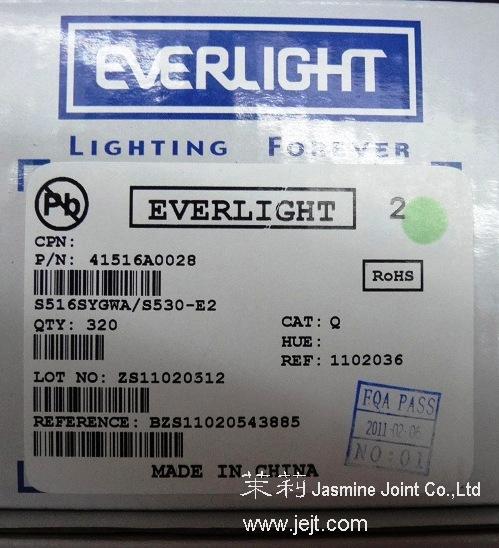 EVERLIGHT
LIGHTING FOREVER
Pb
EVERLIGHT
2
CPN:
P/N: 41516A0028
RoHS
S516SYGWA/S530-E2
QTY: 320
CAT: Q
HUE:
REF: 1102036
LOT NO: ZS11020312
REFERENCE: BZS11020543885
FQA PASS
2011-02-06
NO:01
MADE IN CHINA
茉莉 Jasmine Joint Co.,Ltd
www.jejt.com